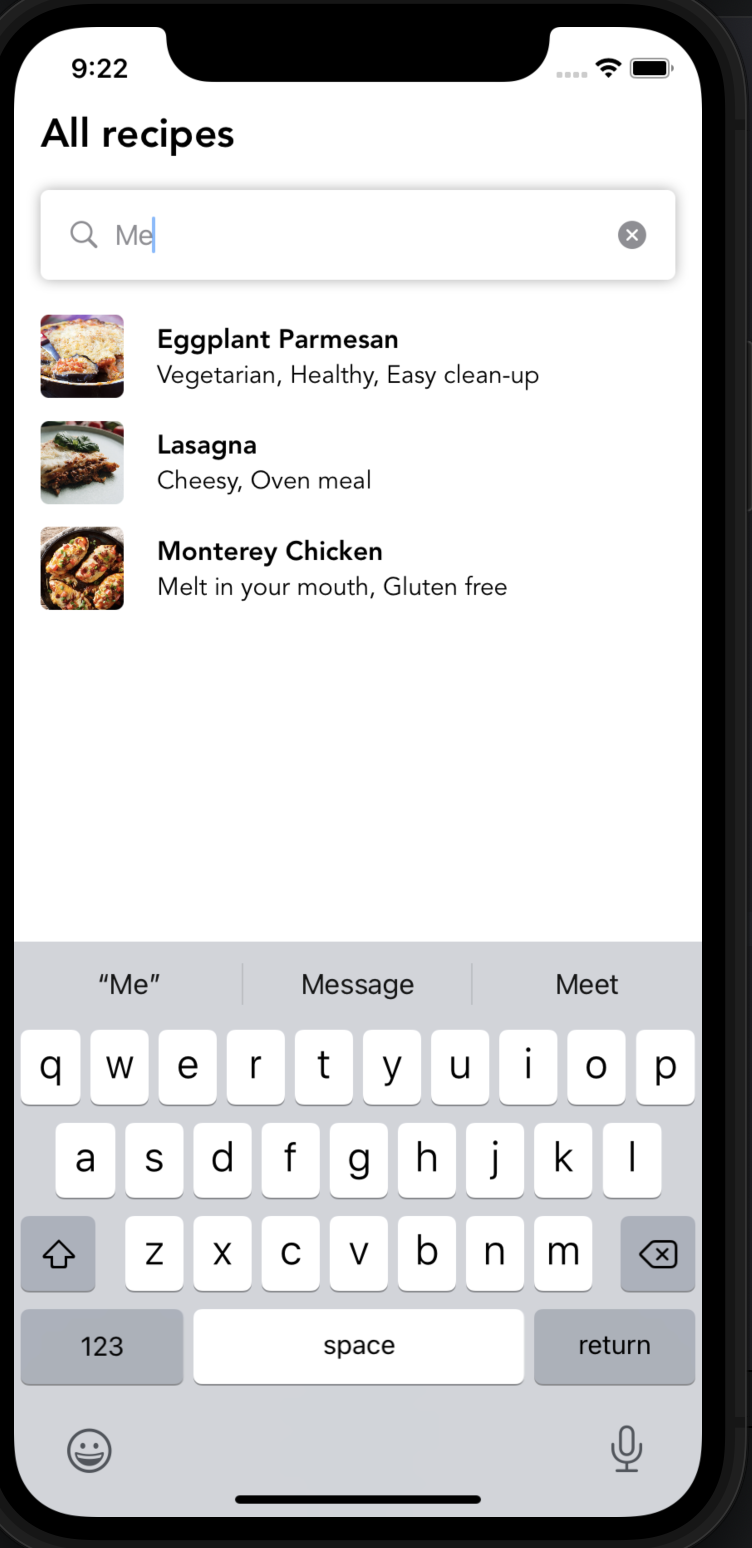 9:22
All recipes
Me
Eggplant Parmesan
Vegetarian, Healthy, Easy clean-up
Lasagna
Cheesy, Oven meal
Monterey Chicken
Melt in your mouth, Gluten free
“Me” Message Meet
q w e r t y u i o p
a s d f g h j k l
z x c v b n m
123 space return